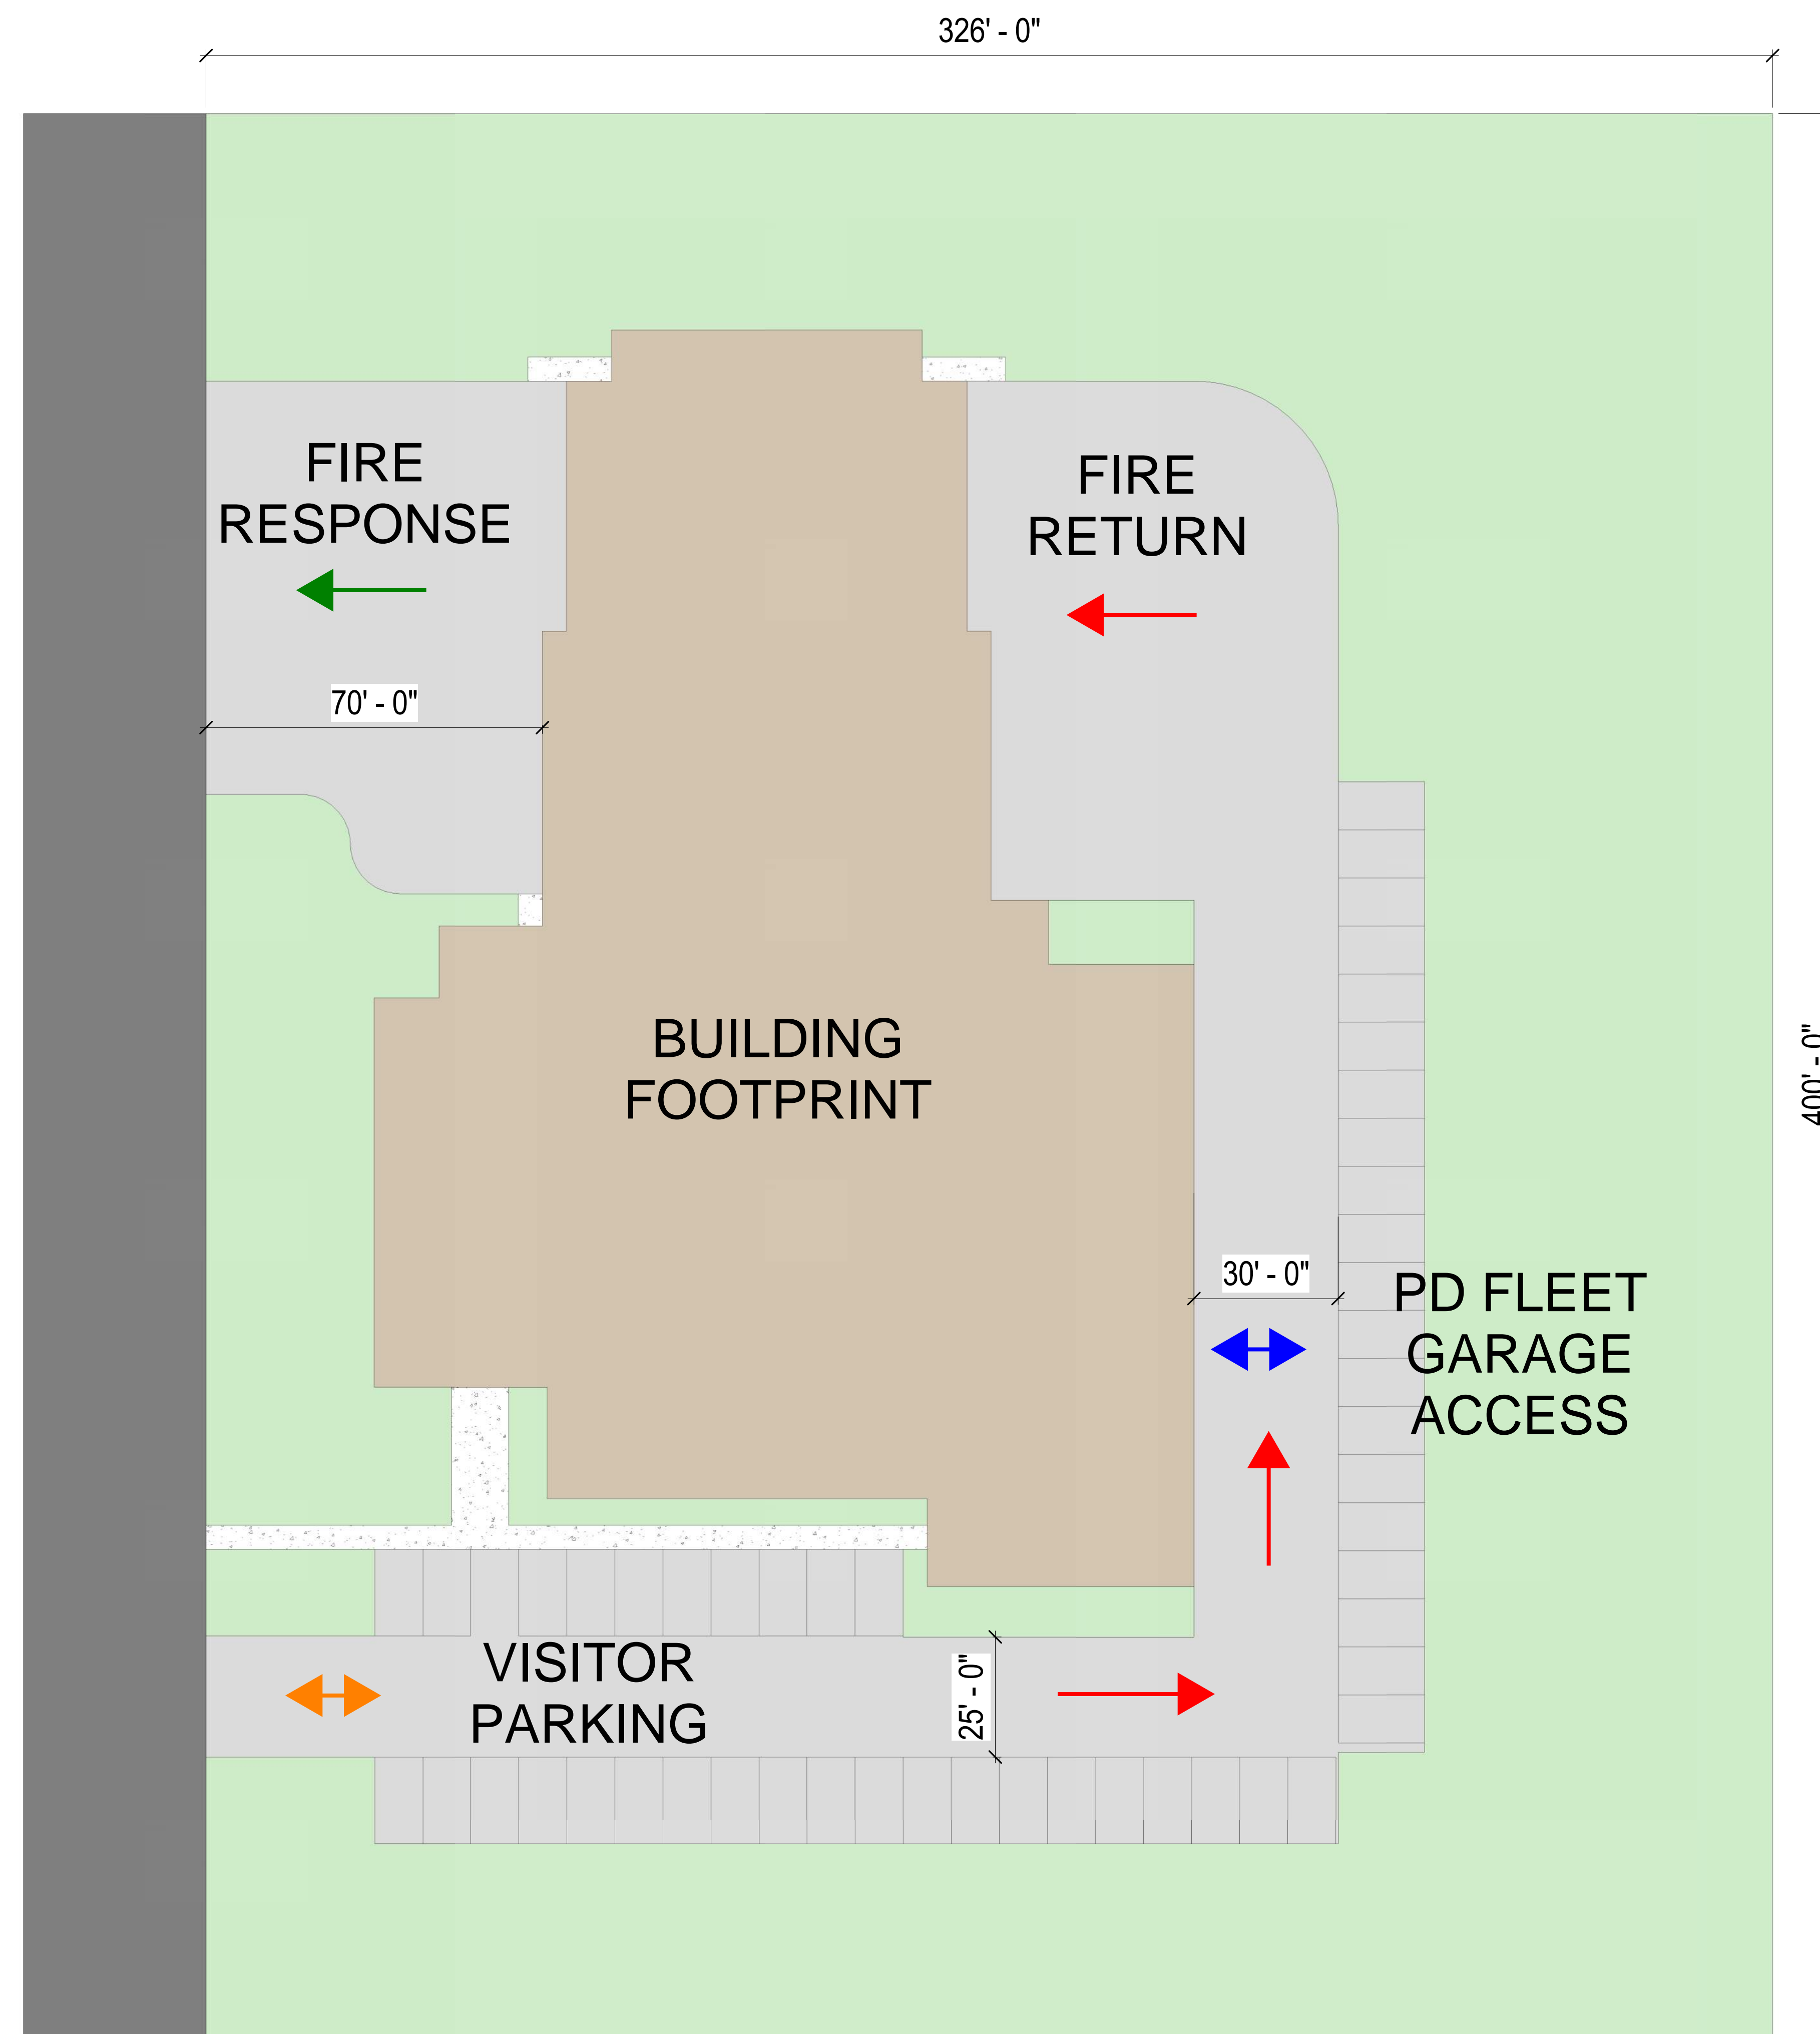 326' - 0"
FIRE
RESPONSE
FIRE
RETURN
70' - 0"
BUILDING
FOOTPRINT
400' - 0"
30' - 0"
PD FLEET
GARAGE
ACCESS
VISITOR
PARKING
25' - 0"